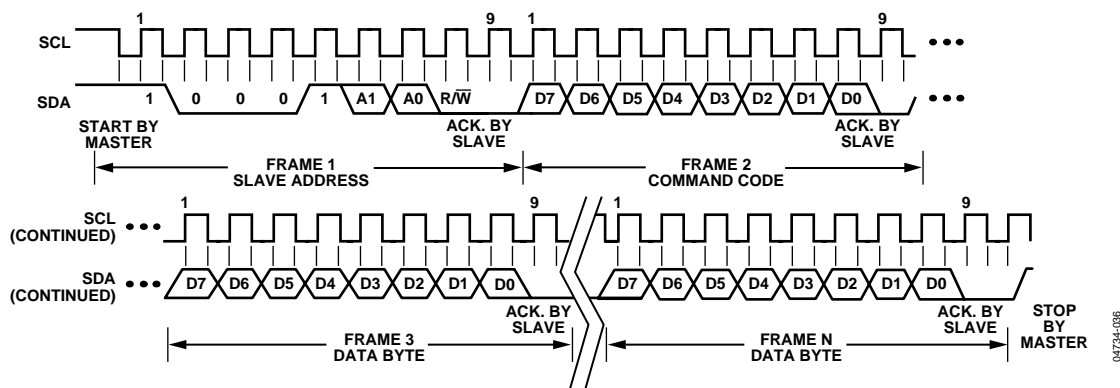 1 9 1 9
SCL
SDA 1 0 0 0 1 A1 A0 R/W̅ D7 D6 D5 D4 D3 D2 D1 D0
START BY MASTER
ACK. BY SLAVE
ACK. BY SLAVE
FRAME 1
SLAVE ADDRESS
FRAME 2
COMMAND CODE
1 9 1 9
SCL
(CONTINUED)
SDA
(CONTINUED)
D7 D6 D5 D4 D3 D2 D1 D0 D7 D6 D5 D4 D3 D2 D1 D0
ACK. BY
SLAVE
ACK. BY
SLAVE
STOP
BY
MASTER
FRAME 3
DATA BYTE
FRAME N
DATA BYTE
04734-036